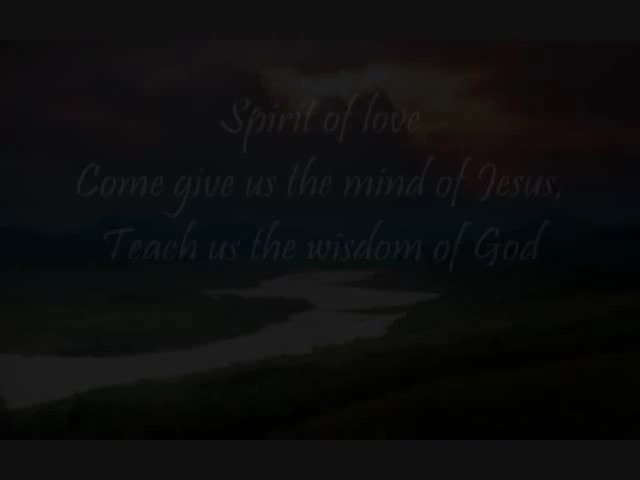 Spirit of love
Come give us the mind of Jesus,
Teach us the wisdom of God